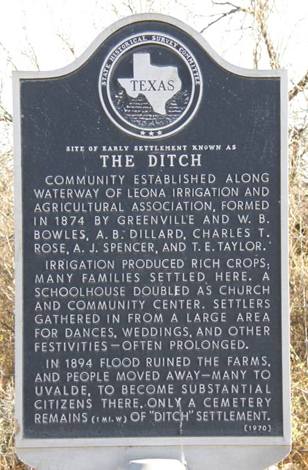 STATE HISTORICAL SURVEY COMMITTEE
TEXAS
SITE OF EARLY SETTLEMENT KNOWN AS
THE DITCH
COMMUNITY ESTABLISHED ALONG
WATERWAY OF LEONA IRRIGATION AND
AGRICULTURAL ASSOCIATION, FORMED
IN 1874 BY GREENVILLE AND W. B.
BOWLES, A. B. DILLARD, CHARLES T.
ROSE, A. J. SPENCER, AND T. E. TAYLOR.
IRRIGATION PRODUCED RICH CROPS;
MANY FAMILIES SETTLED HERE. A
SCHOOLHOUSE DOUBLED AS CHURCH
AND COMMUNITY CENTER. SETTLERS
GATHERED IN FROM A LARGE AREA
FOR DANCES, WEDDINGS, AND OTHER
FESTIVITIES—OFTEN PROLONGED.
IN 1894 FLOOD RUINED THE FARMS,
AND PEOPLE MOVED AWAY—MANY TO
UVALDE, TO BECOME SUBSTANTIAL
CITIZENS THERE. ONLY A CEMETERY
REMAINS (1 MI. W) OF "DITCH" SETTLEMENT.
(1970)